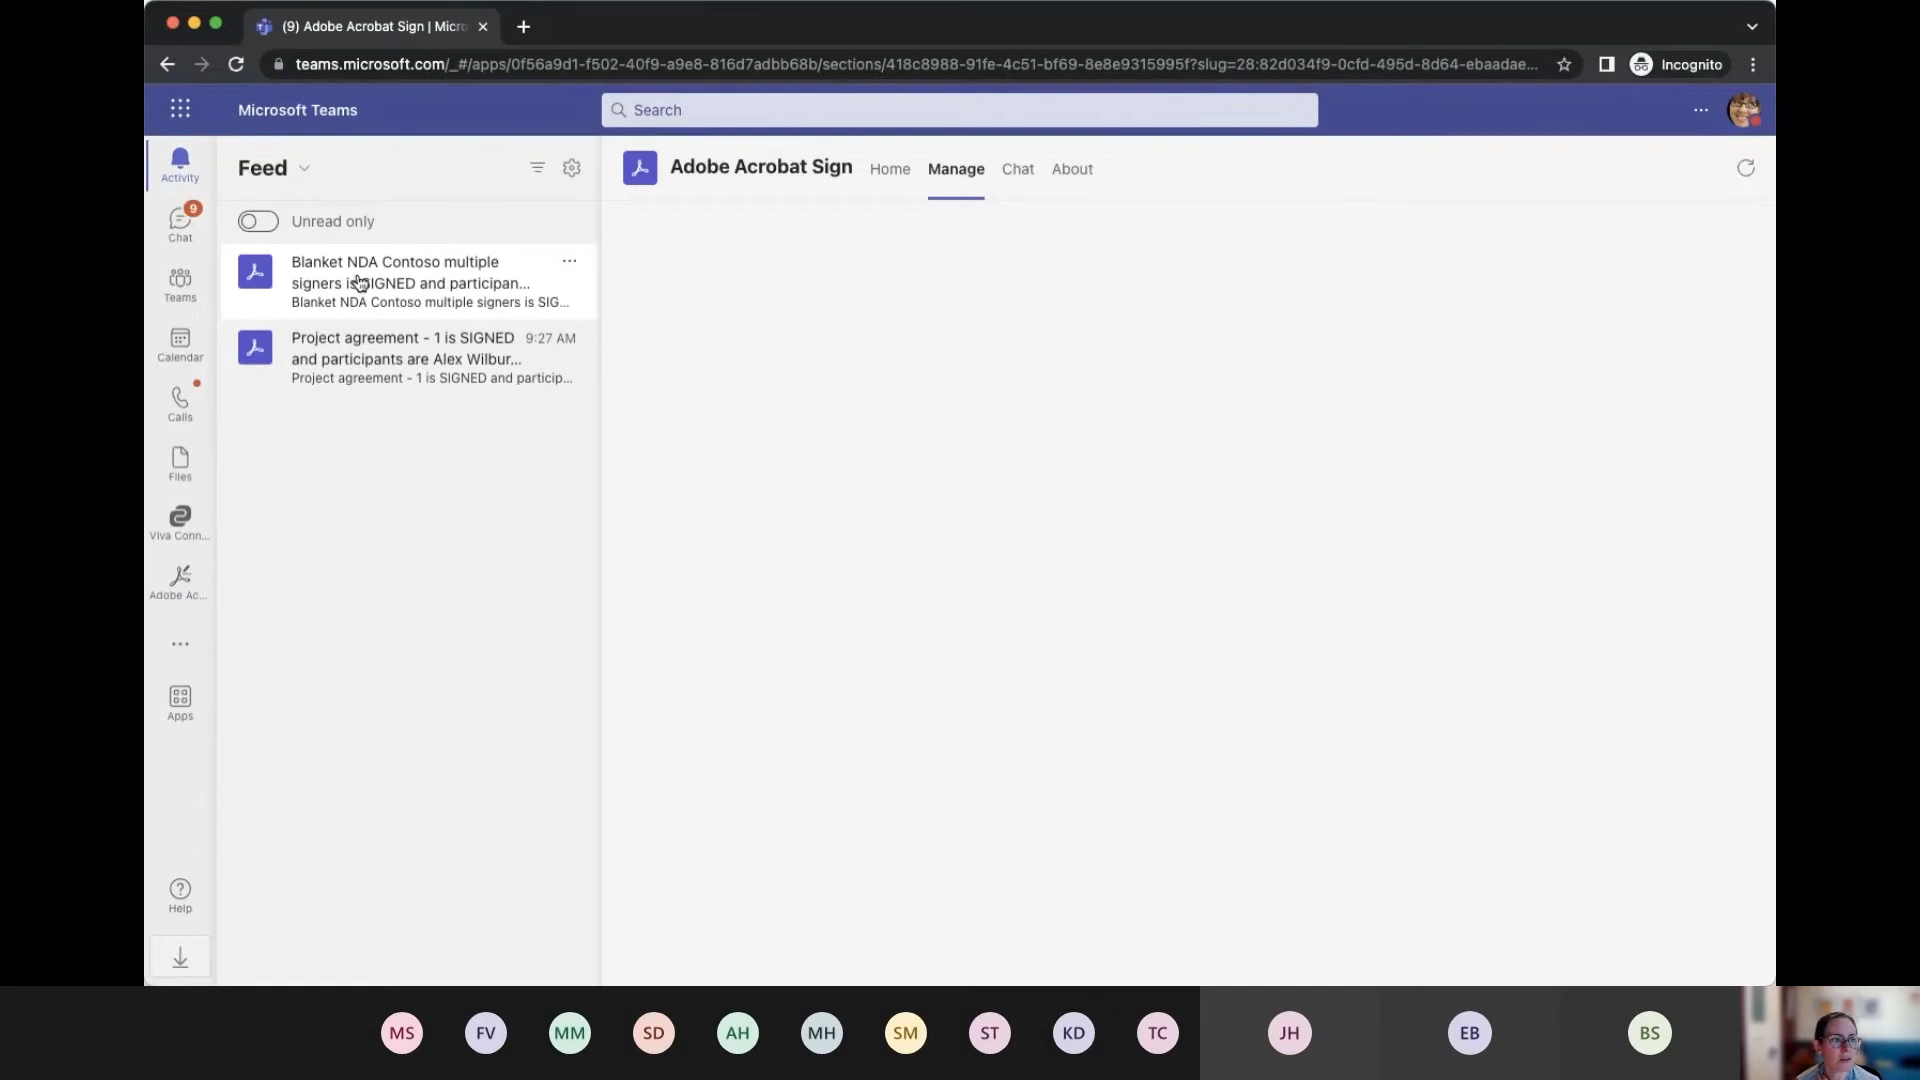 (9) Adobe Acrobat Sign | Micro
teams.microsoft.com/_#/apps/0f56a9d1-f502-40f9-a9e8-816d7adbb68b/sections/418c8988-91fe-4c51-bf69-8e8e9315995f?slug=28:82d034f9-0cfd-495d-8d64-ebaadae...
Incognito
Microsoft Teams
Search
Activity
9
Chat
Teams
Calendar
Calls
Files
Viva Conn...
Adobe Ac...
Apps
Help
Feed
Unread only
Blanket NDA Contoso multiple
signers is SIGNED and participan...
Blanket NDA Contoso multiple signers is SIG...
Project agreement - 1 is SIGNED 9:27 AM
and participants are Alex Wilbur...
Project agreement - 1 is SIGNED and particip...
Adobe Acrobat Sign Home Manage Chat About
MS FV MM SD AH MH SM ST KD TC JH EB BS